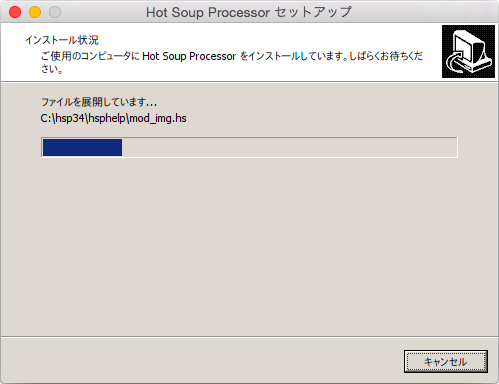 Hot Soup Processor セットアップ
インストール状況
ご使用のコンピュータに Hot Soup Processor をインストールしています。しばらくお待ちくだ
さい。
ファイルを展開しています...
C:\hsp34\hsphelp\mod_img.hs
キャンセル